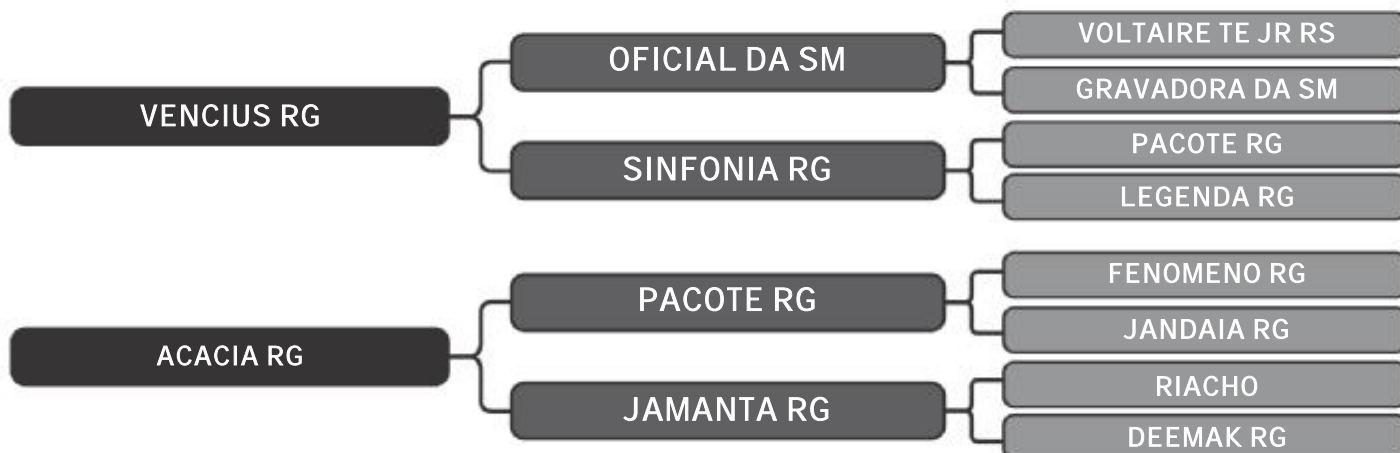 VENCIUS RG
OFICIAL DA SM
SINFONIA RG
VOLTAIRE TE JR RS
GRAVADORA DA SM
PACOTE RG
LEGENDA RG
ACACIA RG
PACOTE RG
JAMANTA RG
FENOMENO RG
JANDAIA RG
RIACHO
DEEMAK RG